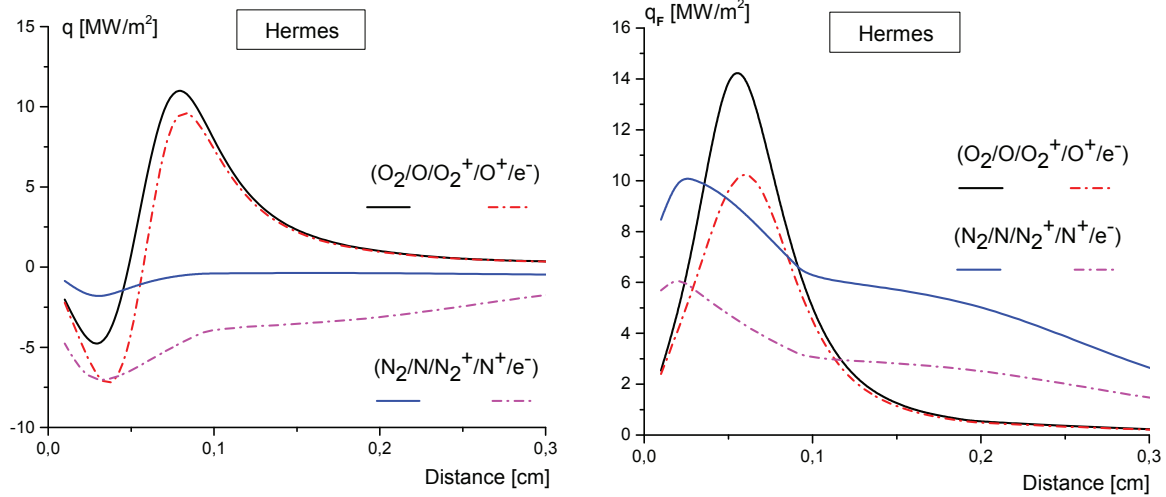 q [MW/m²]
Hermes
15
10
5
0
-5
-10
(O₂/O/O₂⁺/O⁺/e⁻)
(N₂/N/N₂⁺/N⁺/e⁻)
0,0
0,1
0,2
0,3
Distance [cm]
q_F [MW/m²]
Hermes
16
14
12
10
8
6
4
2
0
(O₂/O/O₂⁺/O⁺/e⁻)
(N₂/N/N₂⁺/N⁺/e⁻)
0,0
0,1
0,2
0,3
Distance [cm]